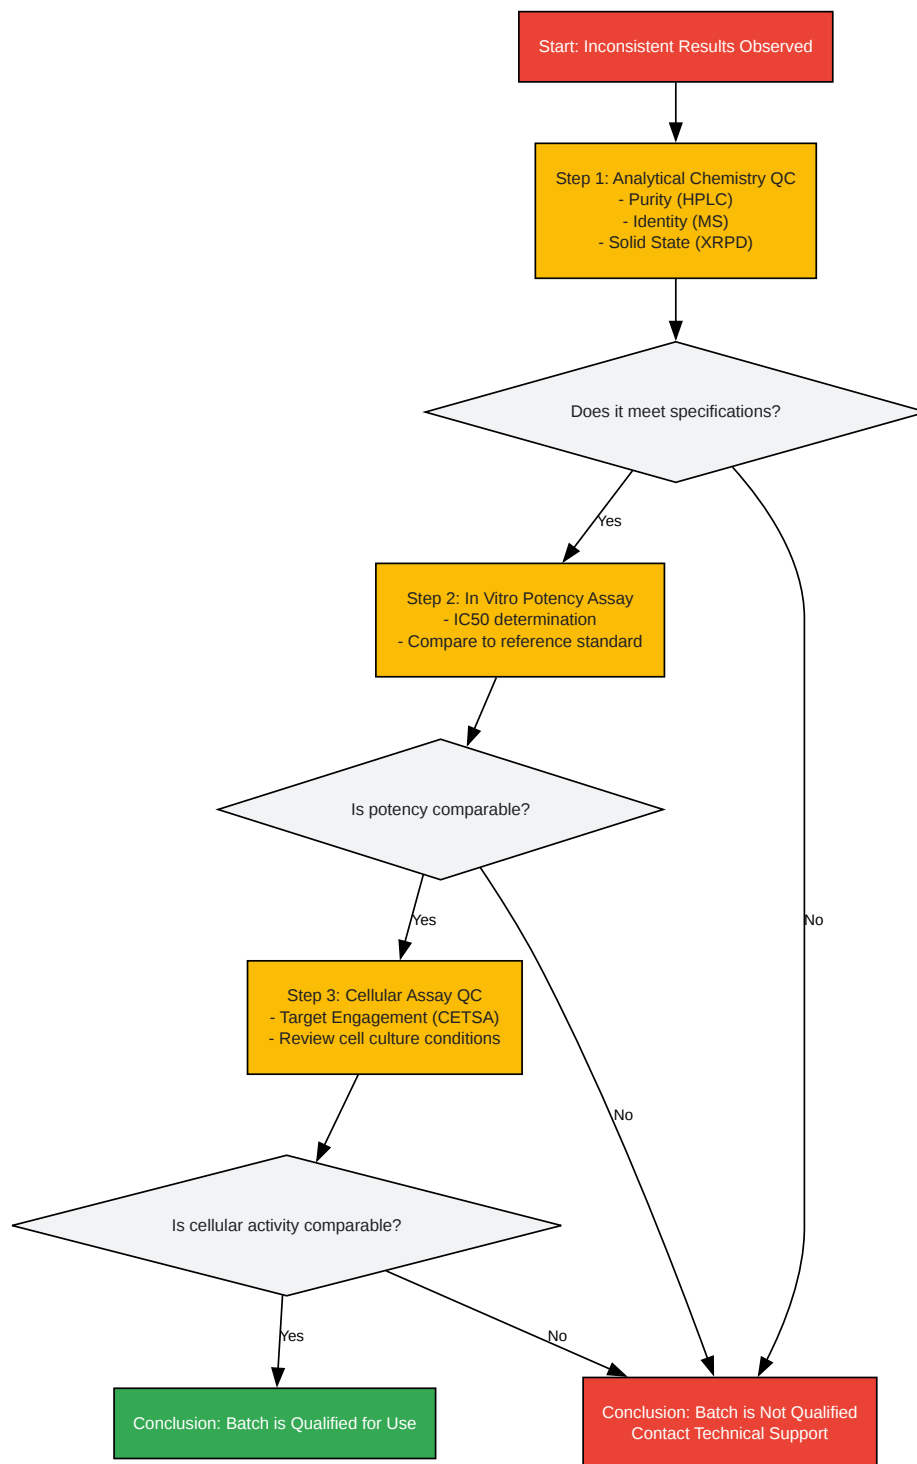 Start: Inconsistent Results Observed
Step 1: Analytical Chemistry QC
- Purity (HPLC)
- Identity (MS)
- Solid State (XRPD)
Does it meet specifications?
Yes
Step 2: In Vitro Potency Assay
- IC50 determination
- Compare to reference standard
Is potency comparable?
Yes
No
Step 3: Cellular Assay QC
- Target Engagement (CETSA)
- Review cell culture conditions
No
Is cellular activity comparable?
Yes
No
Conclusion: Batch is Qualified for Use
Conclusion: Batch is Not Qualified
Contact Technical Support